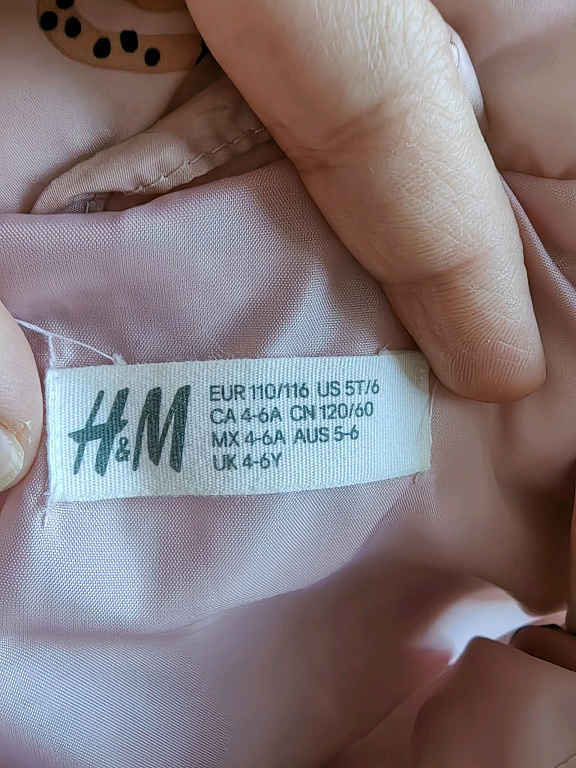 H&M
EUR 110/116 US 5T/6
CA 4-6A CN 120/60
MX 4-6A AUS 5-6
UK 4-6Y